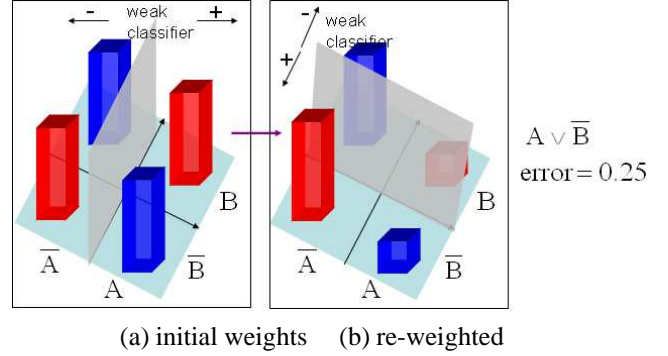 - weak +
classifier
A̅
A
B̅
B
- weak
+ classifier
A̅
A
B̅
B
A ∨ B̅
error = 0.25
(a) initial weights (b) re-weighted